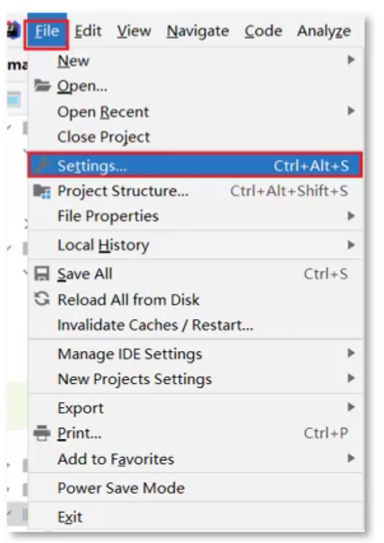 File Edit View Navigate Code Analyze
ma
New
Open...
Open Recent
Close Project
Settings... Ctrl+Alt+S
Project Structure... Ctrl+Alt+Shift+S
File Properties
Local History
Save All Ctrl+S
Reload All from Disk
Invalidate Caches / Restart...
Manage IDE Settings
New Projects Settings
Export
Print... Ctrl+P
Add to Favorites
Power Save Mode
Exit